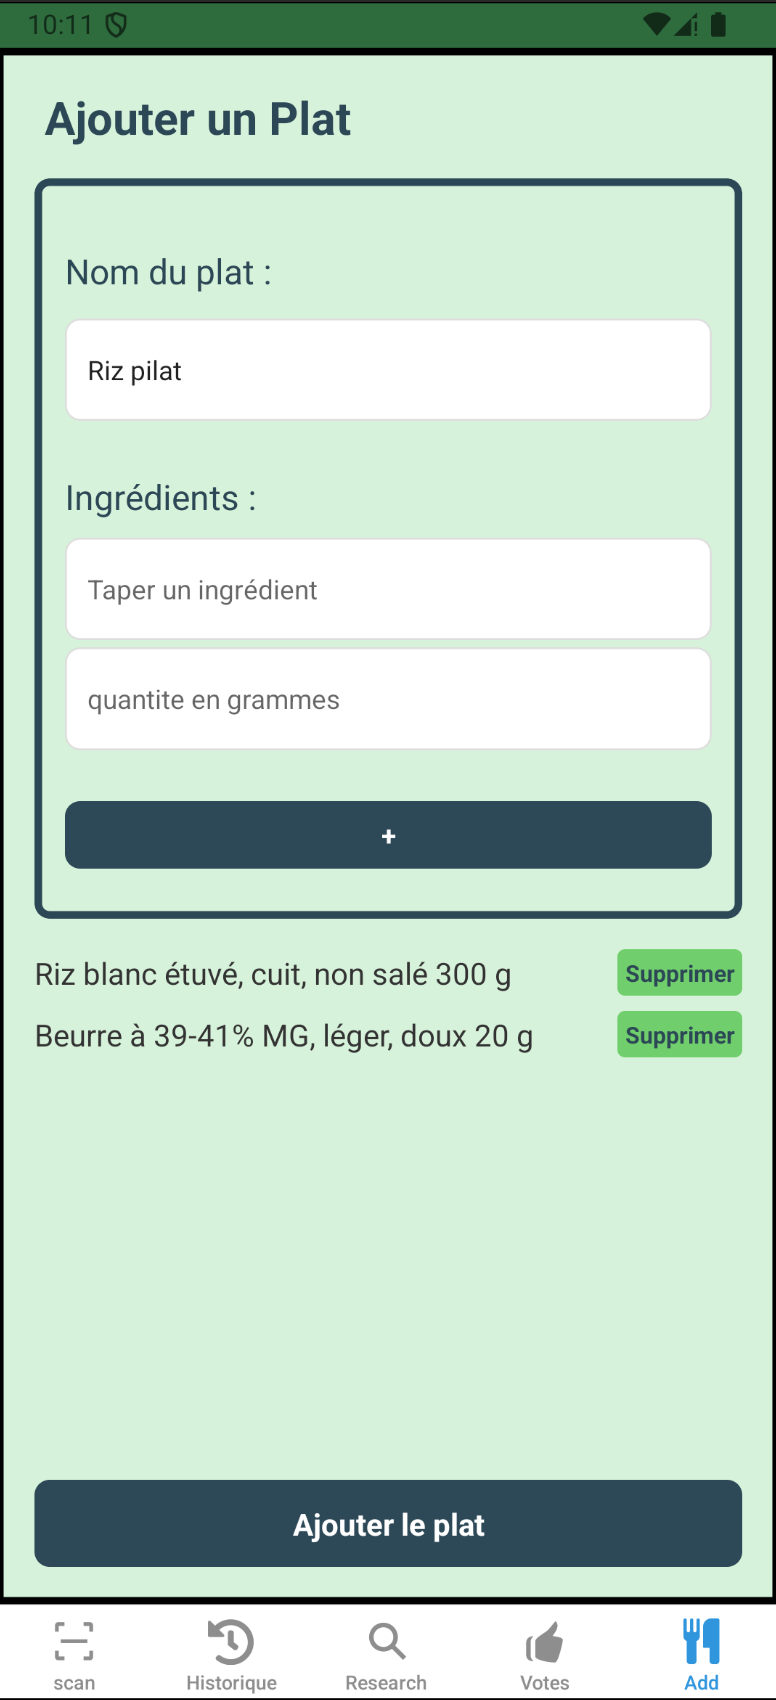 10:11
Ajouter un Plat
Nom du plat :
Riz pilat
Ingrédients :
Taper un ingrédient
quantite en grammes
+
Riz blanc étuvé, cuit, non salé 300 g Supprimer
Beurre à 39-41% MG, léger, doux 20 g Supprimer
Ajouter le plat
scan Historique Research Votes Add